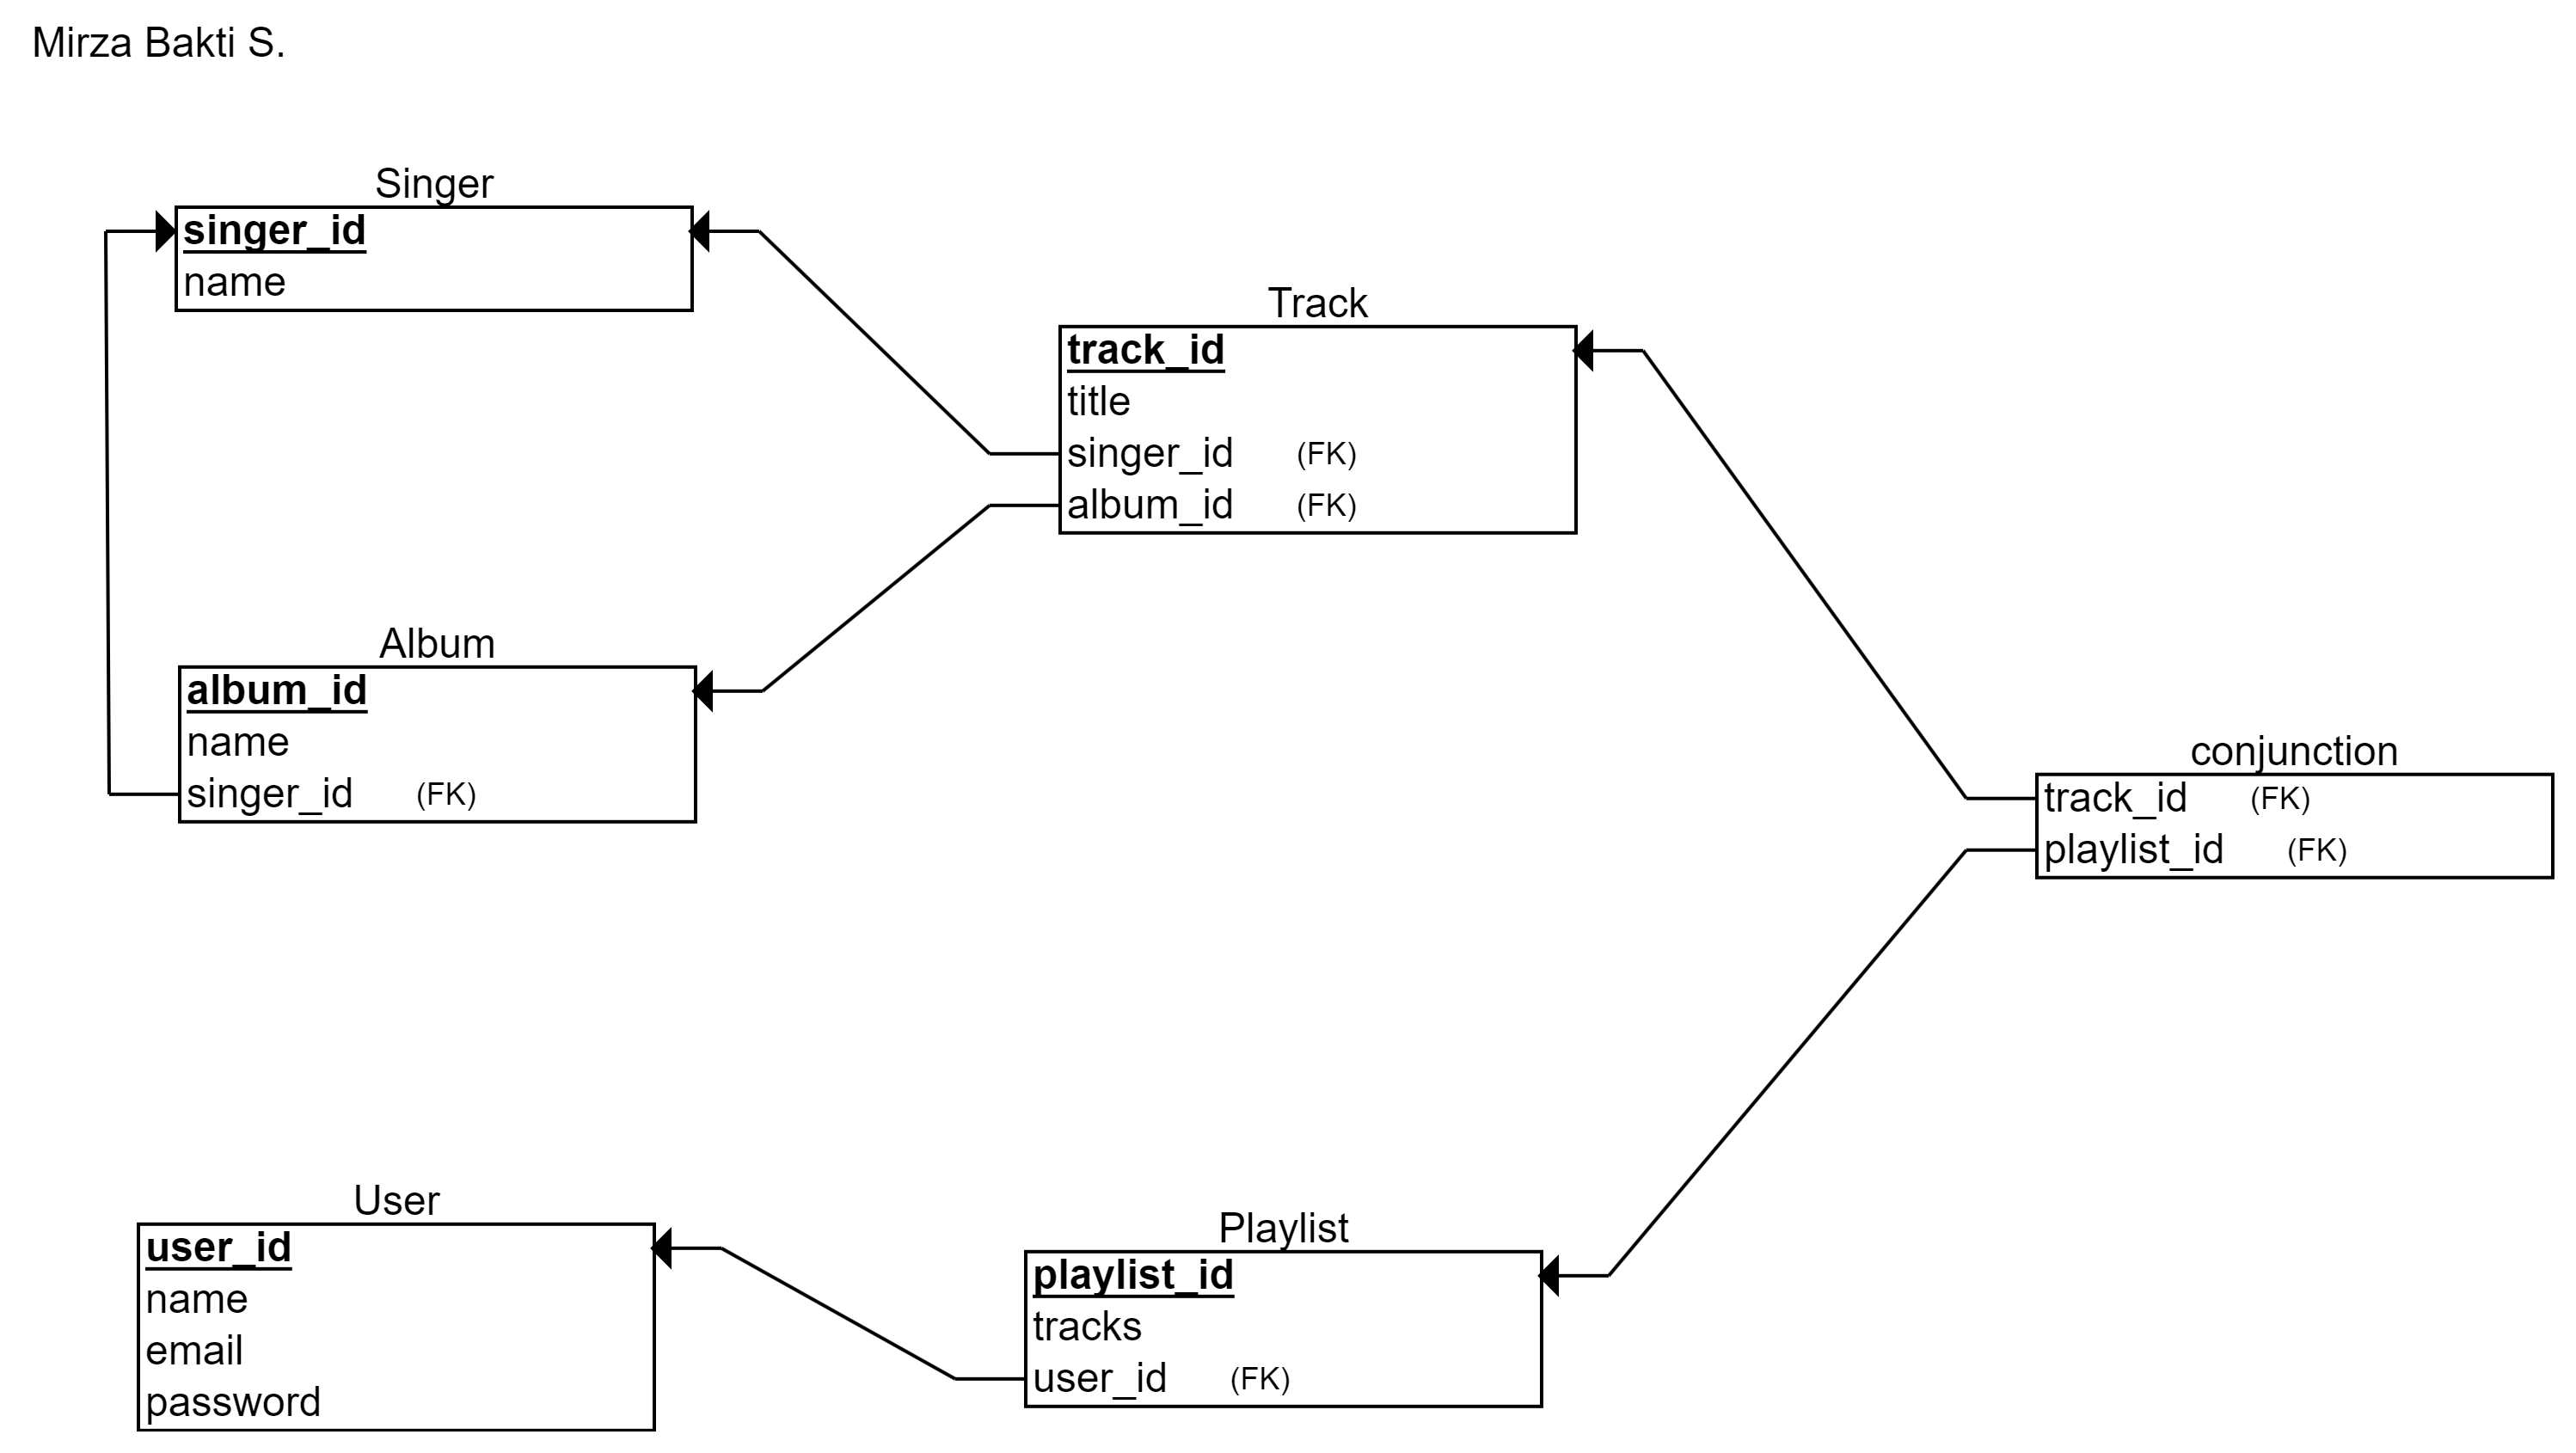 Mirza Bakti S.
Singer
singer_id
name
Track
track_id
title
singer_id (FK)
album_id (FK)
Album
album_id
name
singer_id (FK)
conjunction
track_id (FK)
playlist_id (FK)
User
user_id
name
email
password
Playlist
playlist_id
tracks
user_id (FK)